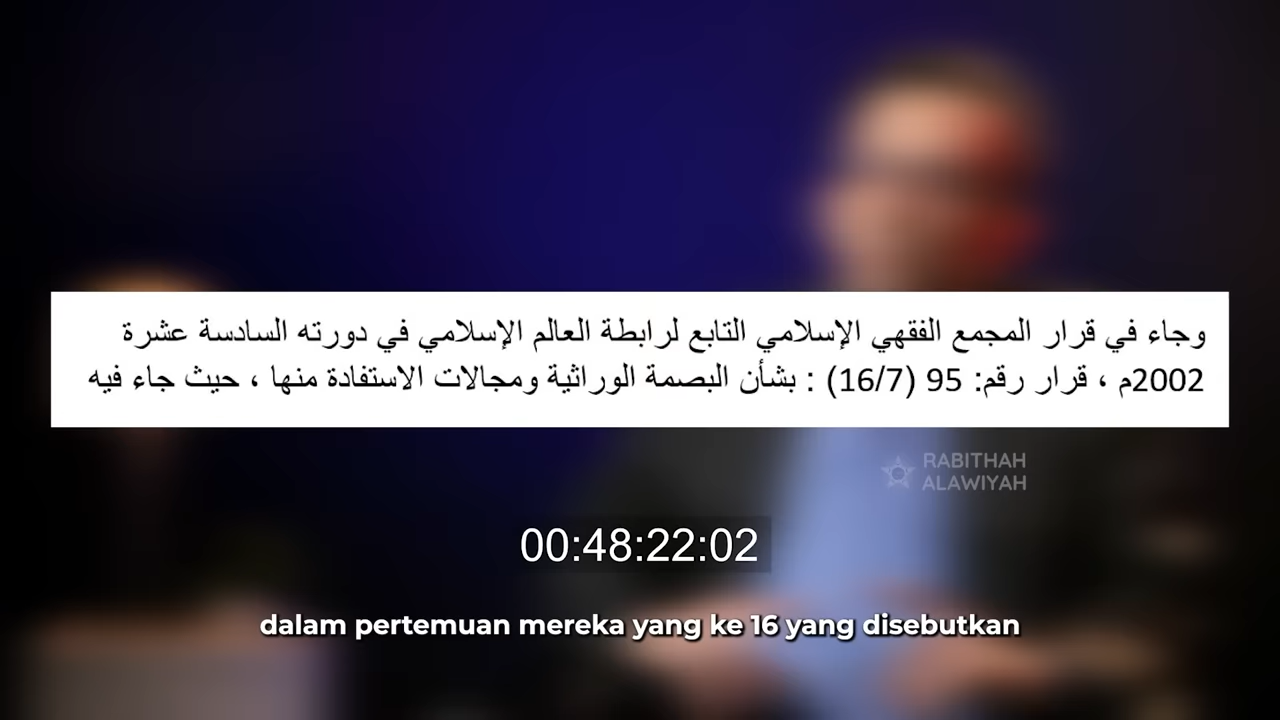 وجاء في قرار المجمع الفقهي الإسلامي التابع لرابطة العالم الإسلامي في دورته السادسة عشرة
2002م ، قرار رقم: 95 (16/7) : بشأن البصمة الوراثية ومجالات الاستفادة منها ، حيث جاء فيه
RABITHAH
ALAWIYAH
00:48:22:02
dalam pertemuan mereka yang ke 16 yang disebutkan